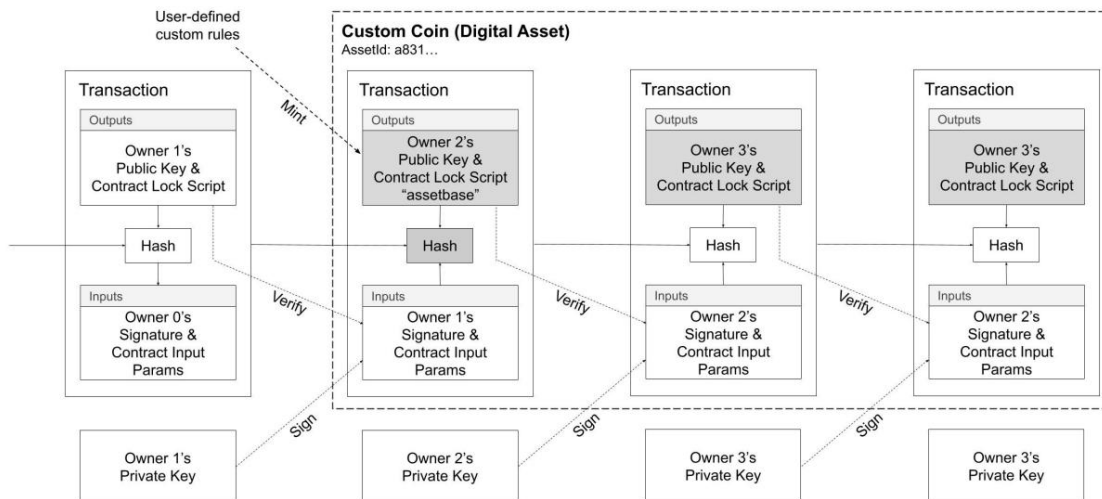 User-defined
custom rules
Mint
Custom Coin (Digital Asset)
AssetId: a831…
Transaction
Outputs
Owner 1’s
Public Key &
Contract Lock Script
Hash
Inputs
Owner 0’s
Signature &
Contract Input
Params
Verify
Sign
Owner 1’s
Private Key
Transaction
Outputs
Owner 2’s
Public Key &
Contract Lock Script
“assetbase”
Hash
Inputs
Owner 1’s
Signature &
Contract Input
Params
Verify
Sign
Owner 2’s
Private Key
Transaction
Outputs
Owner 3’s
Public Key &
Contract Lock Script
Hash
Inputs
Owner 2’s
Signature &
Contract Input
Params
Verify
Sign
Owner 3’s
Private Key
Transaction
Outputs
Owner 3’s
Public Key &
Contract Lock Script
Hash
Inputs
Owner 2’s
Signature &
Contract Input
Params
Owner 3’s
Private Key